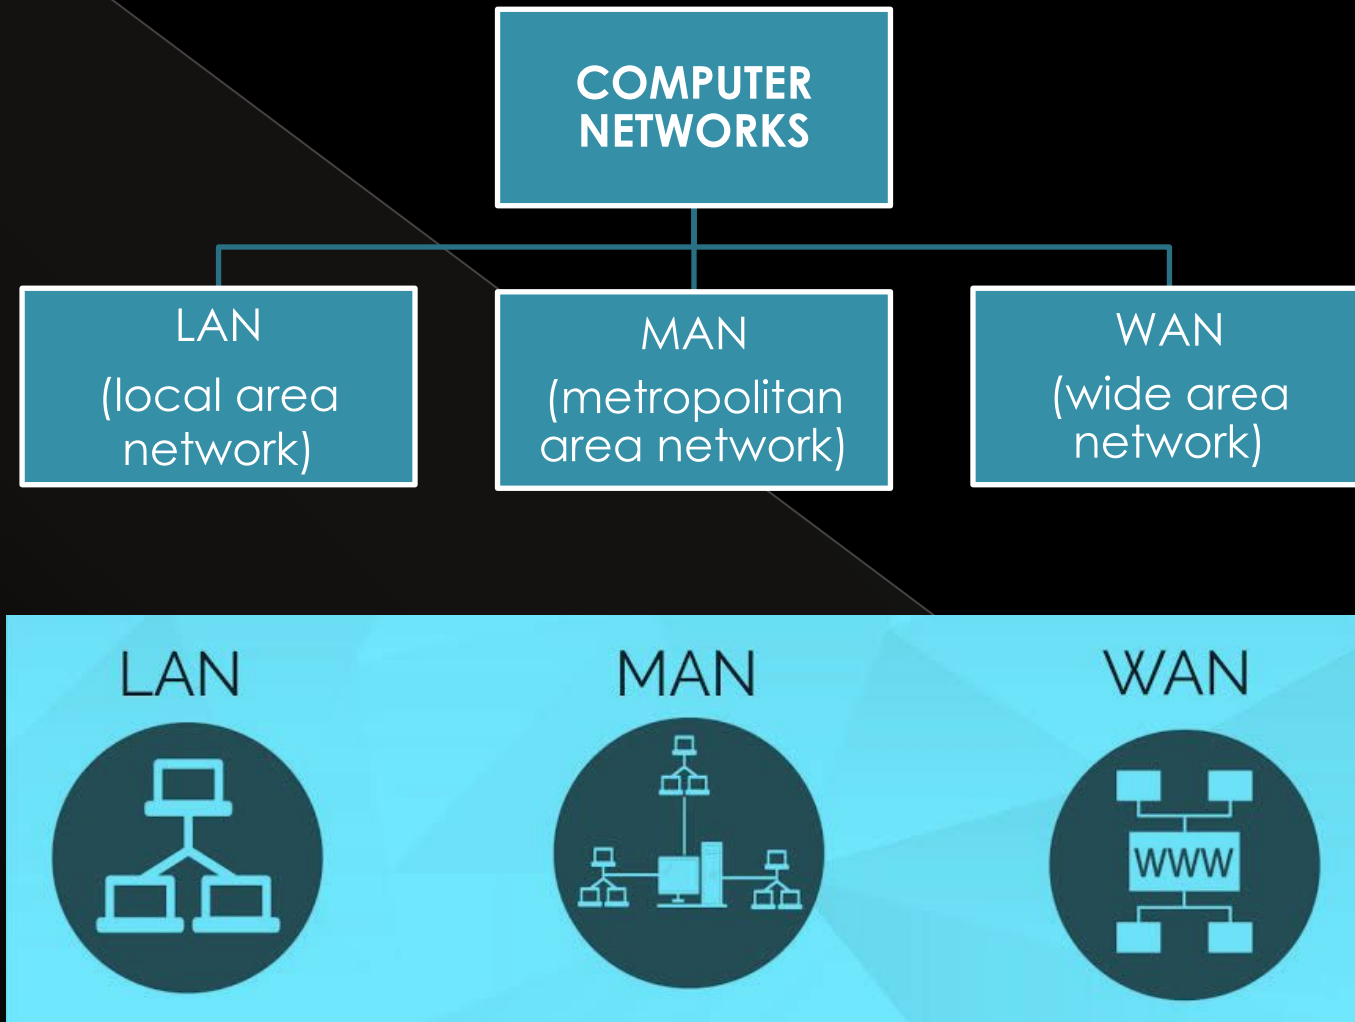 COMPUTER
NETWORKS
LAN
(local area
network)
MAN
(metropolitan
area network)
WAN
(wide area
network)
LAN
MAN
WAN
WWW